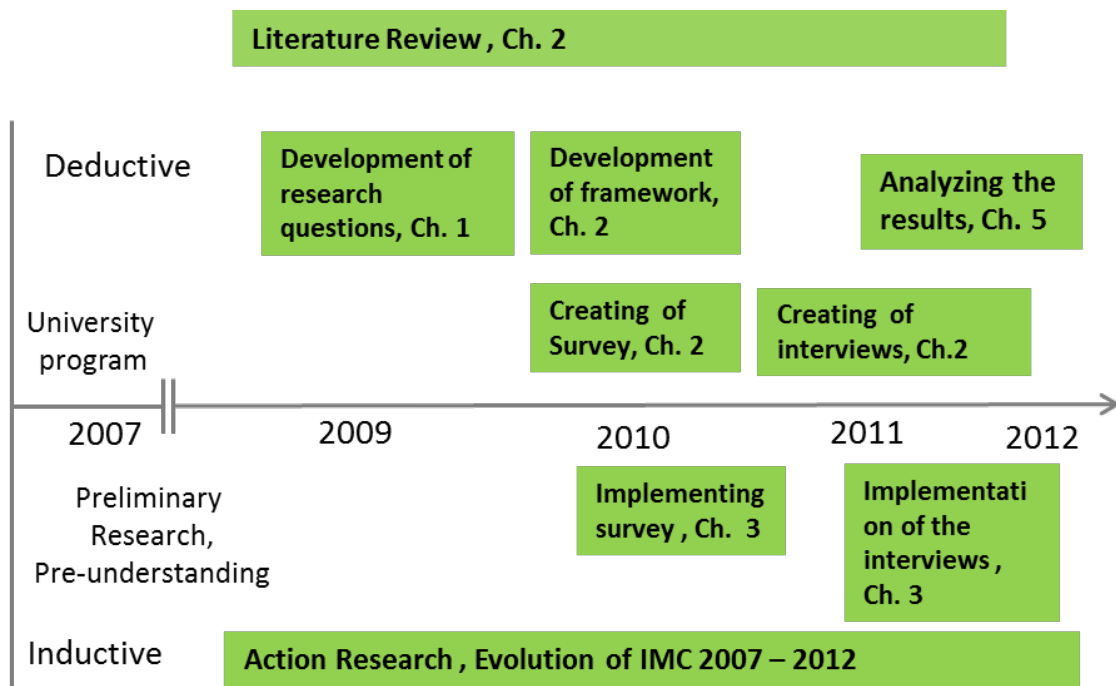 Literature Review , Ch. 2
Deductive
Development of
research
questions, Ch. 1
Development
of framework,
Ch. 2
Analyzing the
results, Ch. 5
University
program
Creating of
Survey, Ch. 2
Creating of
interviews, Ch.2
2007
2009
2010
2011
2012
Preliminary
Research,
Pre-understanding
Implementing
survey , Ch. 3
Implementati
on of the
interviews ,
Ch. 3
Inductive
Action Research , Evolution of IMC 2007 – 2012